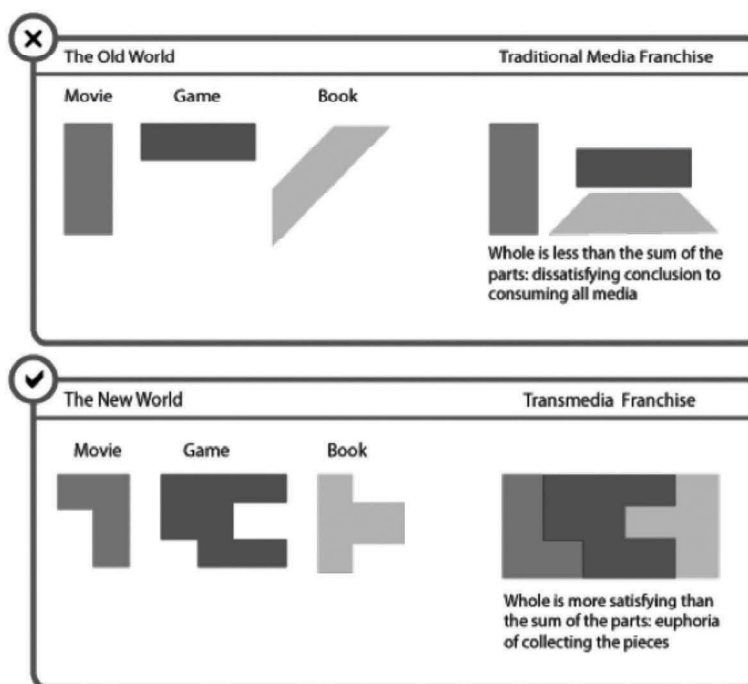 The Old World
Traditional Media Franchise
Movie
Game
Book
Whole is less than the sum of the
parts: dissatisfying conclusion to
consuming all media
The New World
Transmedia Franchise
Movie
Game
Book
Whole is more satisfying than
the sum of the parts: euphoria
of collecting the pieces